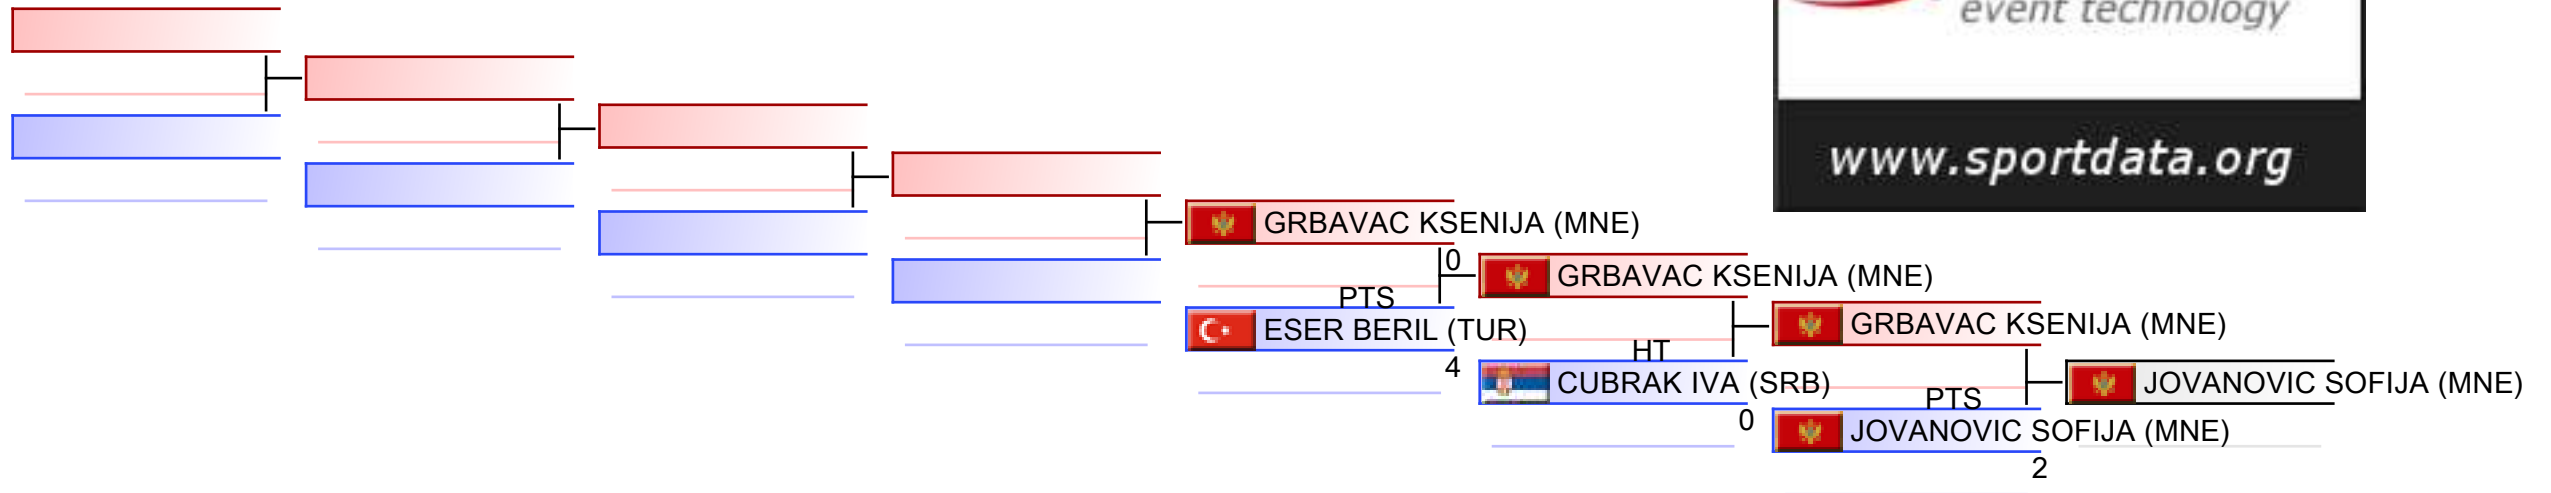 event technology
www.sportdata.org
GRBAVAC KSENIJA (MNE)
0
GRBAVAC KSENIJA (MNE)
PTS
ESER BERIL (TUR)
4
GRBAVAC KSENIJA (MNE)
HT
CUBRAK IVA (SRB)
0
JOVANOVIC SOFIJA (MNE)
PTS
JOVANOVIC SOFIJA (MNE)
2